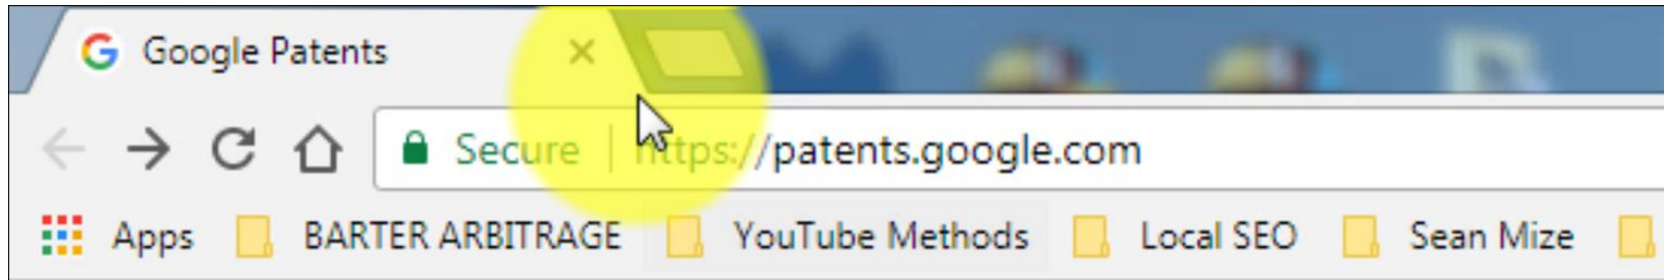 Google Patents
Secure | https://patents.google.com
Apps BARTER ARBITRAGE YouTube Methods Local SEO Sean Mize